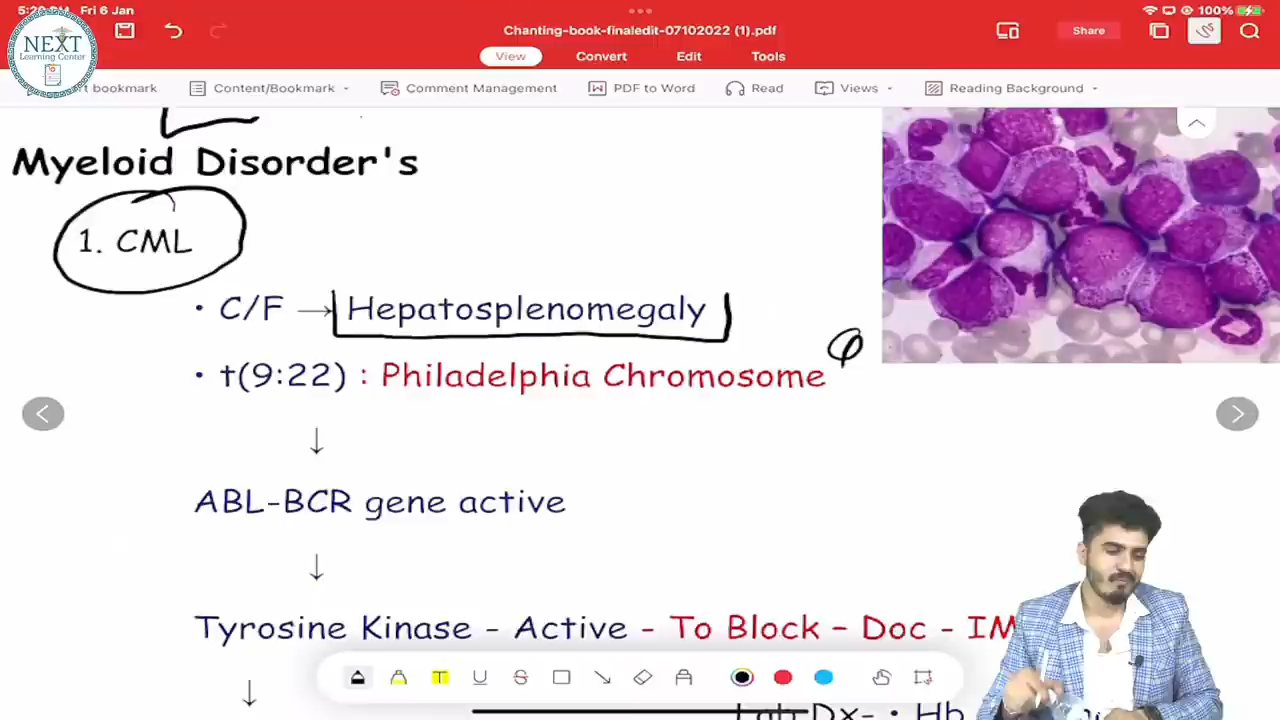 5:2 PM Fri 6 Jan
100%
NEXT
Learning Center
Chanting-book-finaledit-07102022 (1).pdf
Share
View Convert Edit Tools
bookmark Content/Bookmark Comment Management PDF to Word Read Views Reading Background
Myeloid Disorder's
1. CML
• C/F → Hepatosplenomegaly
• t(9:22) : Philadelphia Chromosome φ
↓
ABL-BCR gene active
↓
Tyrosine Kinase - Active - To Block – Doc - IM
↓
Lab Dx- • Hb